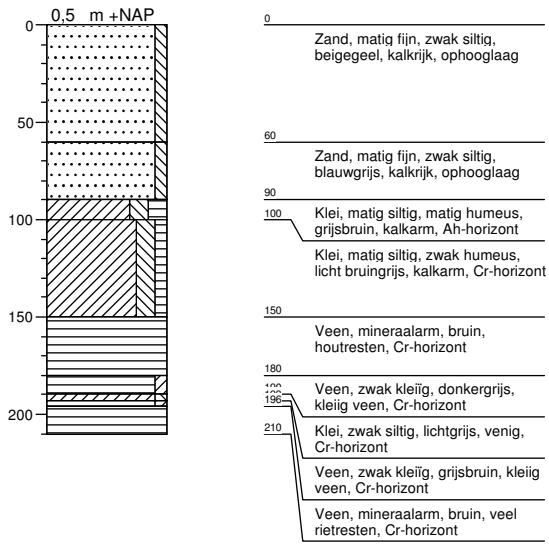 0,5 m +NAP
0
50
100
150
200
0
Zand, matig fijn, zwak siltig,
beigegeel, kalkrijk, ophooglaag
60
Zand, matig fijn, zwak siltig,
blauwgrijs, kalkrijk, ophooglaag
90
Klei, matig siltig, matig humeus,
grijsbruin, kalkarm, Ah-horizont
100
Klei, matig siltig, zwak humeus,
licht bruingrijs, kalkarm, Cr-horizont
150
Veen, mineraalarm, bruin,
houtresten, Cr-horizont
180
Veen, zwak kleiïg, donkergrijs,
kleiig veen, Cr-horizont
Klei, zwak siltig, lichtgrijs, venig,
Cr-horizont
196
Veen, zwak kleiïg, grijsbruin, kleiig
veen, Cr-horizont
210
Veen, mineraalarm, bruin, veel
rietresten, Cr-horizont